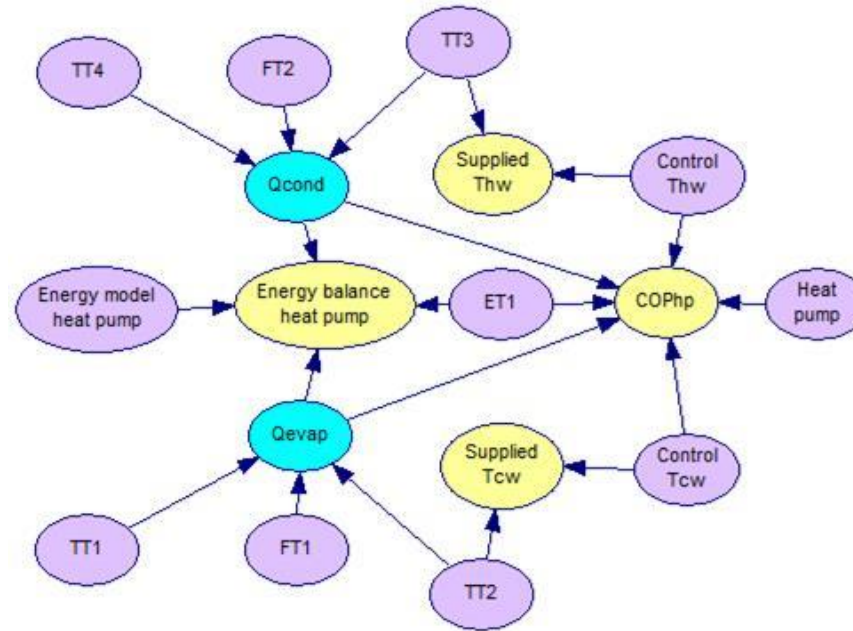 TT4
FT2
TT3
Qcond
Supplied
Thw
Control
Thw
Energy model
heat pump
Energy balance
heat pump
ET1
COPhp
Heat
pump
Qevap
Supplied
Tcw
Control
Tcw
TT1
FT1
TT2